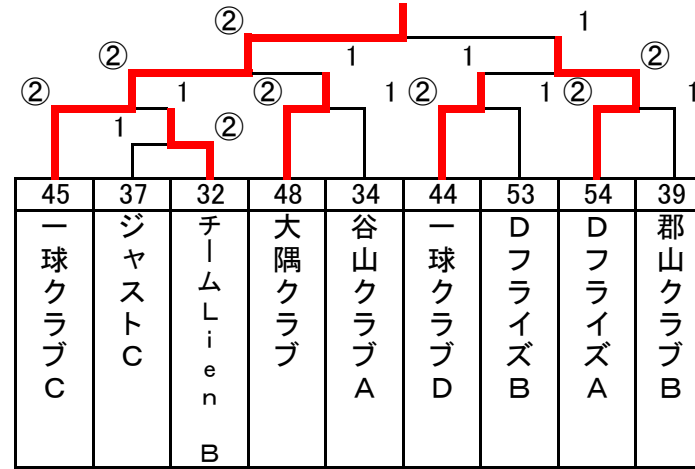 ② 1
② 1 1 ②
② 1 ② 1 ② 1 ② 1
1 ②
45 37 32 48 34 44 53 54 39
一球クラブC
ジャストC
チームLien B
大隅クラブ
谷山クラブA
一球クラブD
DフライズB
DフライズA
郡山クラブB